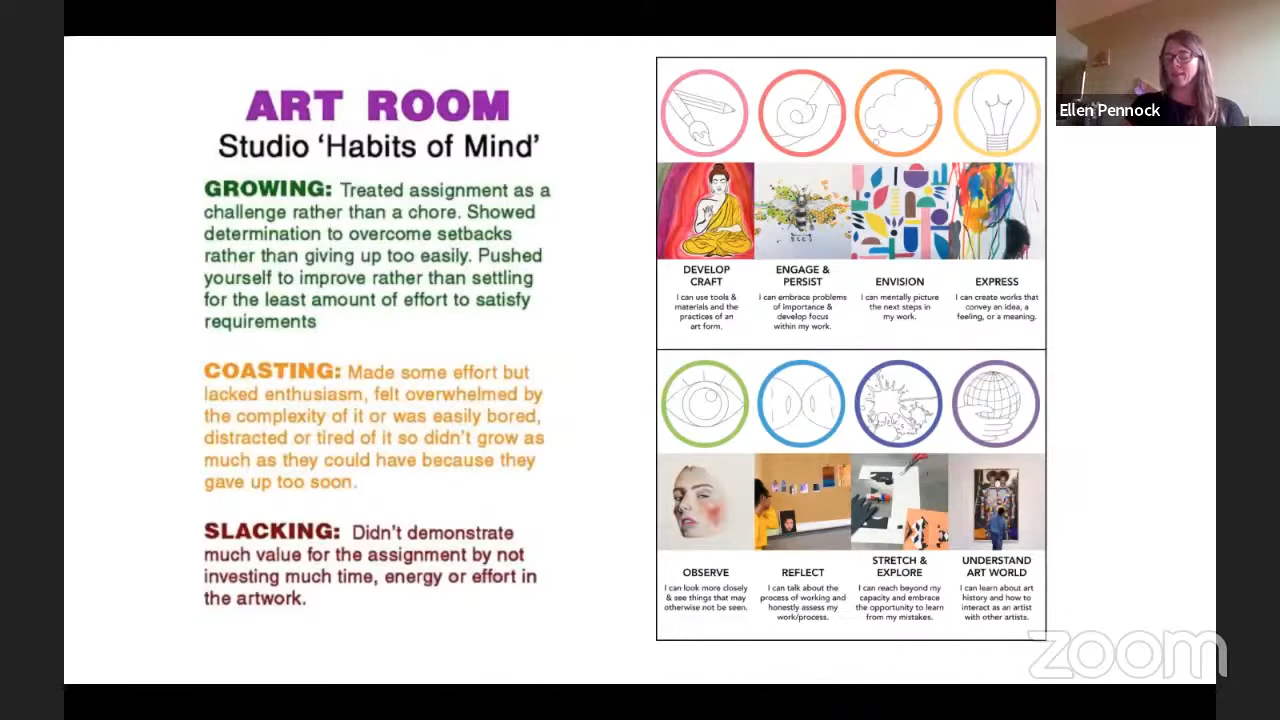 ART ROOM
Studio ‘Habits of Mind’
GROWING: Treated assignment as a
challenge rather than a chore. Showed
determination to overcome setbacks
rather than giving up too easily. Pushed
yourself to improve rather than settling
for the least amount of effort to satisfy
requirements
COASTING: Made some effort but
lacked enthusiasm, felt overwhelmed by
the complexity of it or was easily bored,
distracted or tired of it so didn’t grow as
much as they could have because they
gave up too soon.
SLACKING: Didn’t demonstrate
much value for the assignment by not
investing much time, energy or effort in
the artwork.
DEVELOP
CRAFT
I can use tools &
materials and the
practices of an
art form.
ENGAGE &
PERSIST
I can embrace problems
of importance &
develop focus
within my work.
ENVISION
I can mentally picture
the next steps in
my work.
EXPRESS
I can create works that
convey an idea, a
feeling, or a meaning.
OBSERVE
I can look more closely
& see things that may
otherwise not be seen.
REFLECT
I can talk about the
process of working and
honestly assess my
work/process.
STRETCH &
EXPLORE
I can reach beyond my
capacity and embrace
the opportunity to learn
from my mistakes.
UNDERSTAND
ART WORLD
I can learn about art
history and how to
interact as an artist
with other artists.
Ellen Pennock
zoom